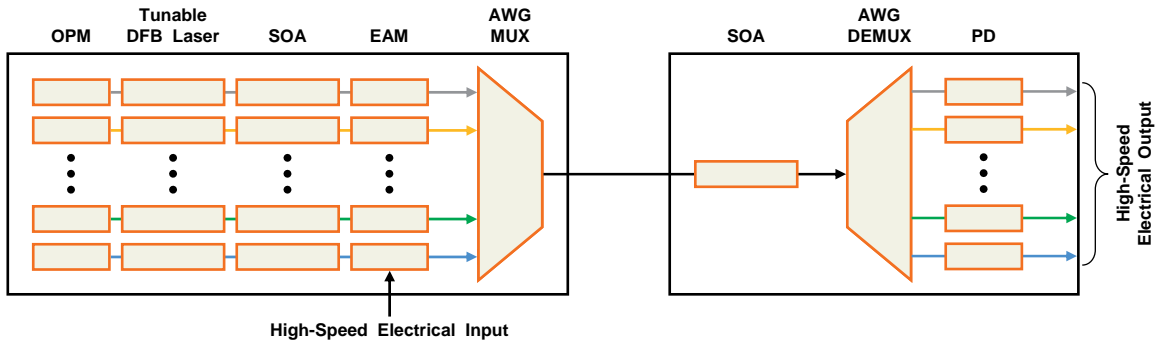 OPM
Tunable
DFB Laser
SOA
EAM
AWG
MUX
SOA
AWG
DEMUX
PD
High-Speed Electrical Input
High-Speed
Electrical Output